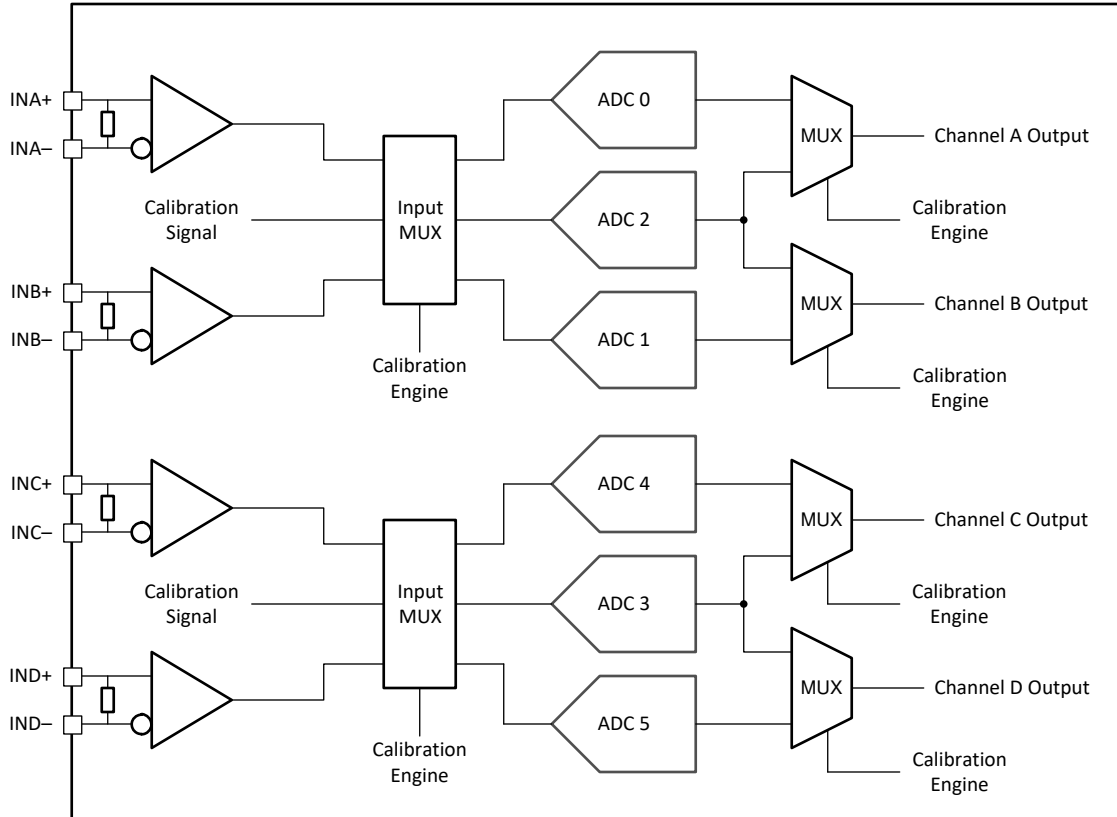 INA+
INA–
Calibration
Signal
INB+
INB–
Input
MUX
Calibration
Engine
ADC 0
ADC 2
ADC 1
MUX
Channel A Output
Calibration
Engine
MUX
Channel B Output
Calibration
Engine
INC+
INC–
Calibration
Signal
IND+
IND–
Input
MUX
Calibration
Engine
ADC 4
ADC 3
ADC 5
MUX
Channel C Output
Calibration
Engine
MUX
Channel D Output
Calibration
Engine